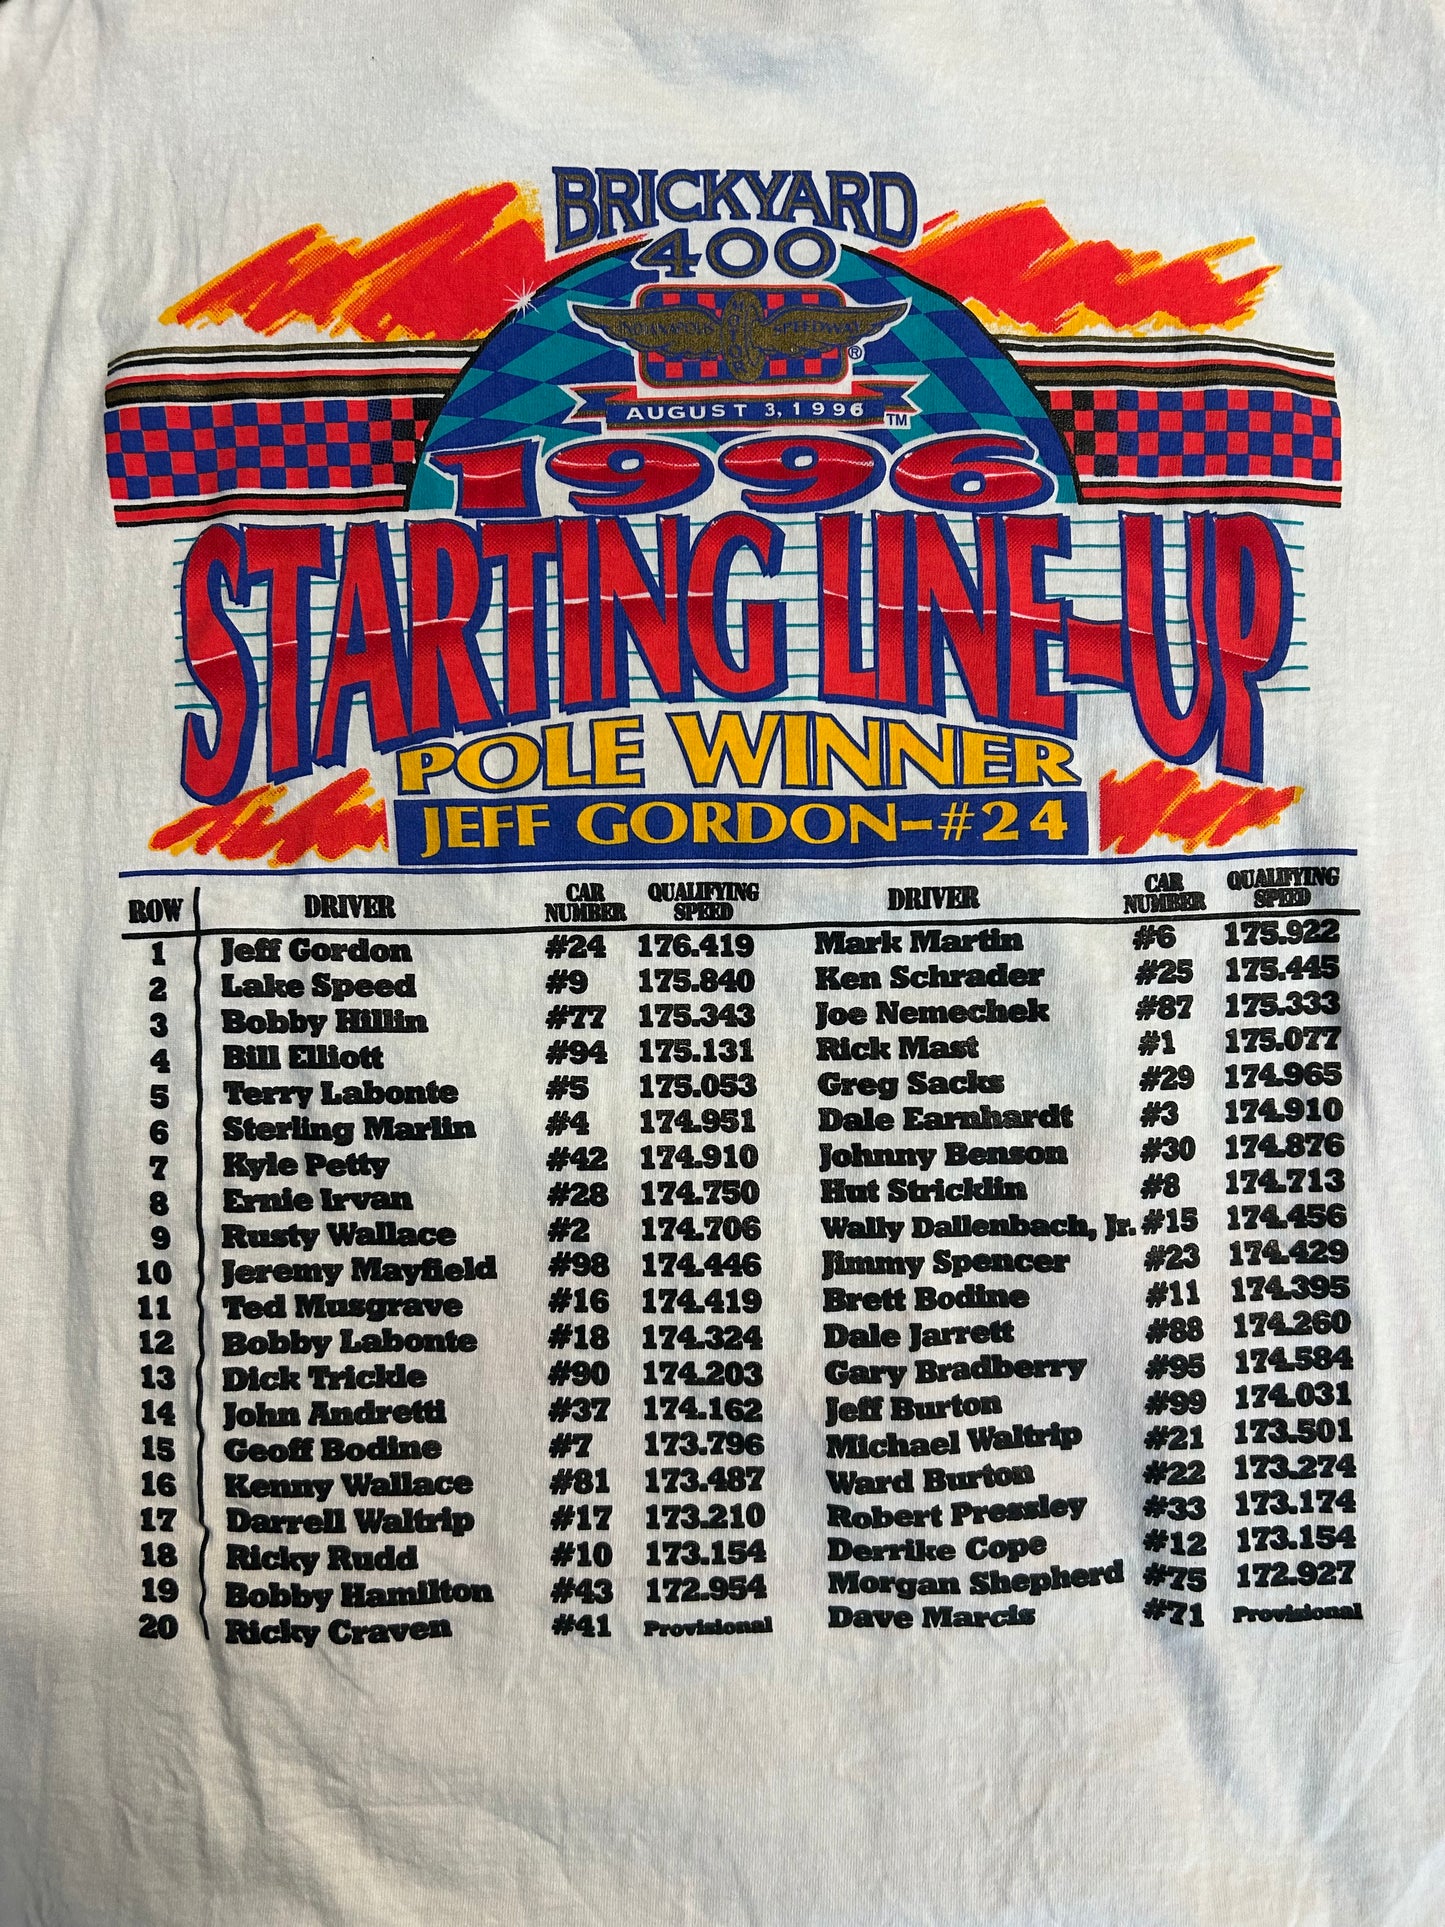 BRICKYARD
400
INDIANAPOLIS SPEEDWAY
®
AUGUST 3, 1996 TM
1996
STARTING LINE-UP
POLE WINNER
JEFF GORDON-#24
ROW DRIVER CAR NUMBER QUALIFYING SPEED DRIVER CAR NUMBER QUALIFYING SPEED
1 Jeff Gordon #24 176.419 Mark Martin #6 175.922
2 Lake Speed #9 175.840 Ken Schrader #25 175.445
3 Bobby Hillin #77 175.343 Joe Nemechek #87 175.333
4 Bill Elliott #94 175.131 Rick Mast #1 175.077
5 Terry Labonte #5 175.053 Greg Sacks #29 174.965
6 Sterling Marlin #4 174.951 Dale Earnhardt #3 174.910
7 Kyle Petty #42 174.910 Johnny Benson #30 174.876
8 Ernie Irvan #28 174.750 Hut Stricklin #8 174.713
9 Rusty Wallace #2 174.706 Wally Dallenbach, Jr. #15 174.456
10 Jeremy Mayfield #98 174.446 Jimmy Spencer #23 174.429
11 Ted Musgrave #16 174.419 Brett Bodine #11 174.395
12 Bobby Labonte #18 174.324 Dale Jarrett #88 174.260
13 Dick Trickle #90 174.203 Gary Bradberry #95 174.584
14 John Andretti #37 174.162 Jeff Burton #99 174.031
15 Geoff Bodine #7 173.796 Michael Waltrip #21 173.501
16 Kenny Wallace #81 173.487 Ward Burton #22 173.274
17 Darrell Waltrip #17 173.210 Robert Pressley #33 173.174
18 Ricky Rudd #10 173.154 Derrike Cope #12 173.154
19 Bobby Hamilton #43 172.954 Morgan Shepherd #75 172.927
20 Ricky Craven #41 Provisional Dave Marcis #71 Provisional